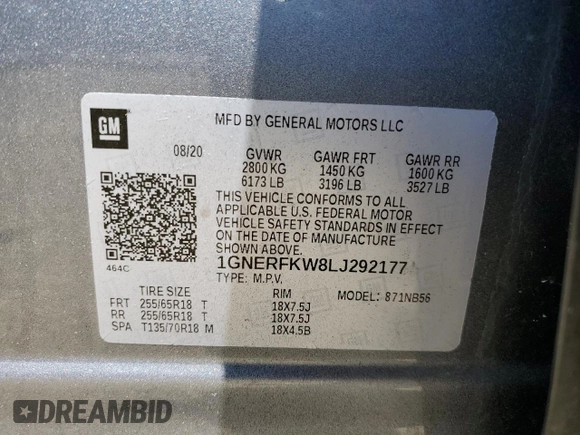 GM
MFD BY GENERAL MOTORS LLC
08/20 GVWR GAWR FRT GAWR RR
2800 KG 1450 KG 1600 KG
6173 LB 3196 LB 3527 LB
THIS VEHICLE CONFORMS TO ALL
APPLICABLE U.S. FEDERAL MOTOR
VEHICLE SAFETY STANDARDS IN EFFECT
ON THE DATE OF MANUFACTURE
SHOWN ABOVE.
464C
1GNERFKW8LJ292177
TYPE: M.P.V.
TIRE SIZE RIM MODEL: 871NB56
FRT 255/65R18 T 18X7.5J
RR 255/65R18 T 18X7.5J
SPA T135/70R18 M 18X4.5B
DREAMBID